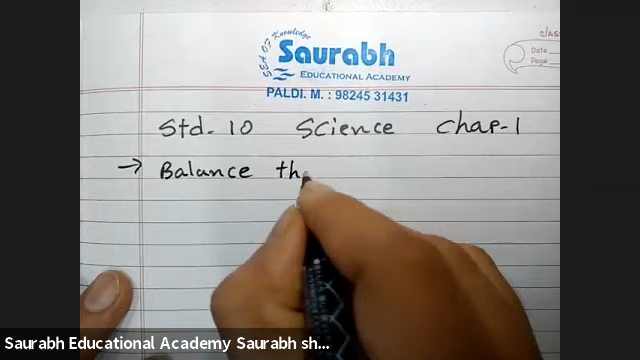 SEA OF Knowledge
Saurabh
EDUCATIONAL ACADEMY
PALDI. M. : 98245 31431
Date
Page
Std-10 Science Chap-1
→ Balance th
Saurabh Educational Academy Saurabh sh...